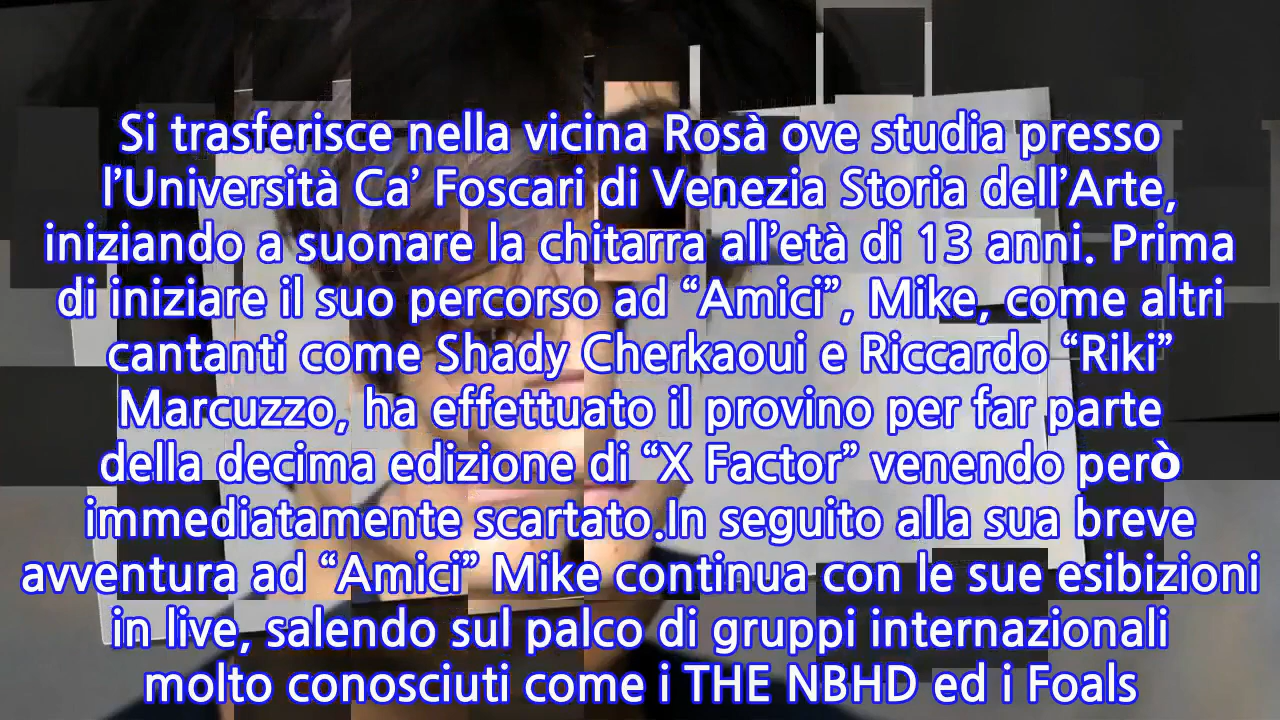 Si trasferisce nella vicina Rosà ove studia presso
l’Università Ca’ Foscari di Venezia Storia dell’Arte,
iniziando a suonare la chitarra all’età di 13 anni. Prima
di iniziare il suo percorso ad “Amici”, Mike, come altri
cantanti come Shady Cherkaoui e Riccardo “Riki”
Marcuzzo, ha effettuato il provino per far parte
della decima edizione di “X Factor” venendo però
immediatamente scartato.In seguito alla sua breve
avventura ad “Amici” Mike continua con le sue esibizioni
in live, salendo sul palco di gruppi internazionali
molto conosciuti come i THE NBHD ed i Foals